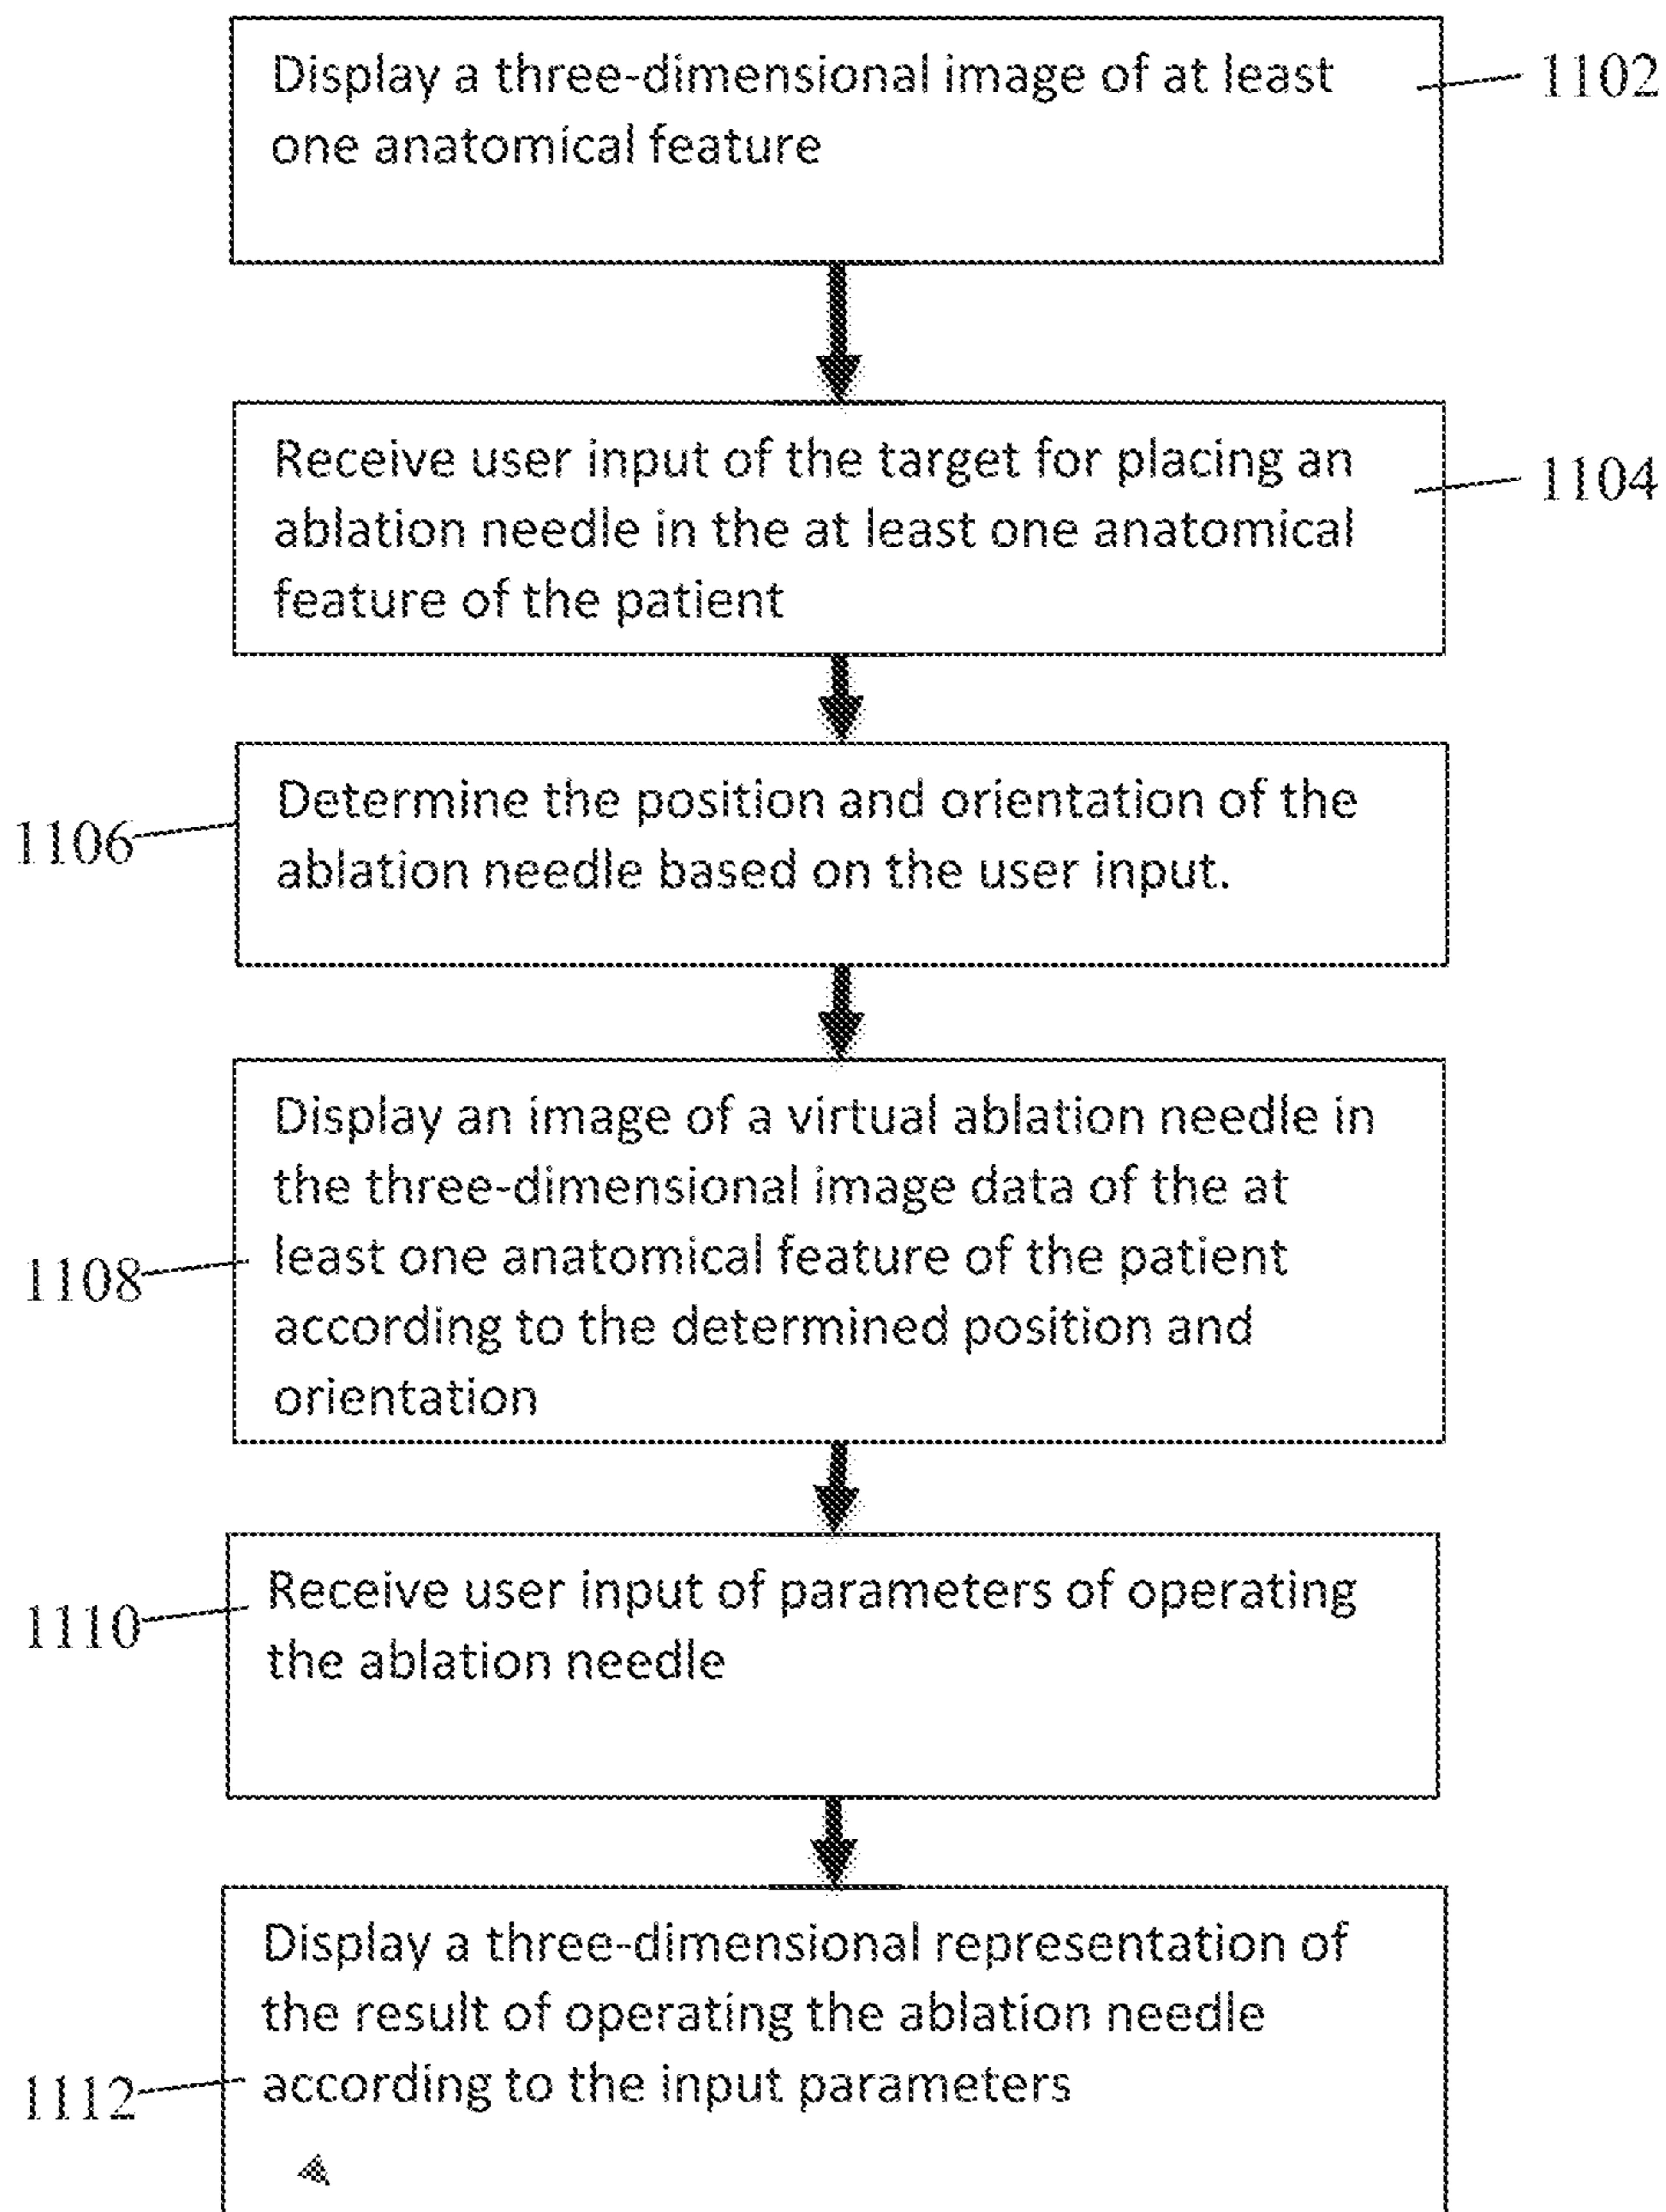 Display a three-dimensional image of at least
one anatomical feature
1102
Receive user input of the target for placing an
ablation needle in the at least one anatomical
feature of the patient
1104
1106
Determine the position and orientation of the
ablation needle based on the user input.
Display an image of a virtual ablation needle in
the three-dimensional image data of the at
least one anatomical feature of the patient
according to the determined position and
orientation
1108
Receive user input of parameters of operating
the ablation needle
1110
Display a three-dimensional representation of
the result of operating the ablation needle
according to the input parameters
1112